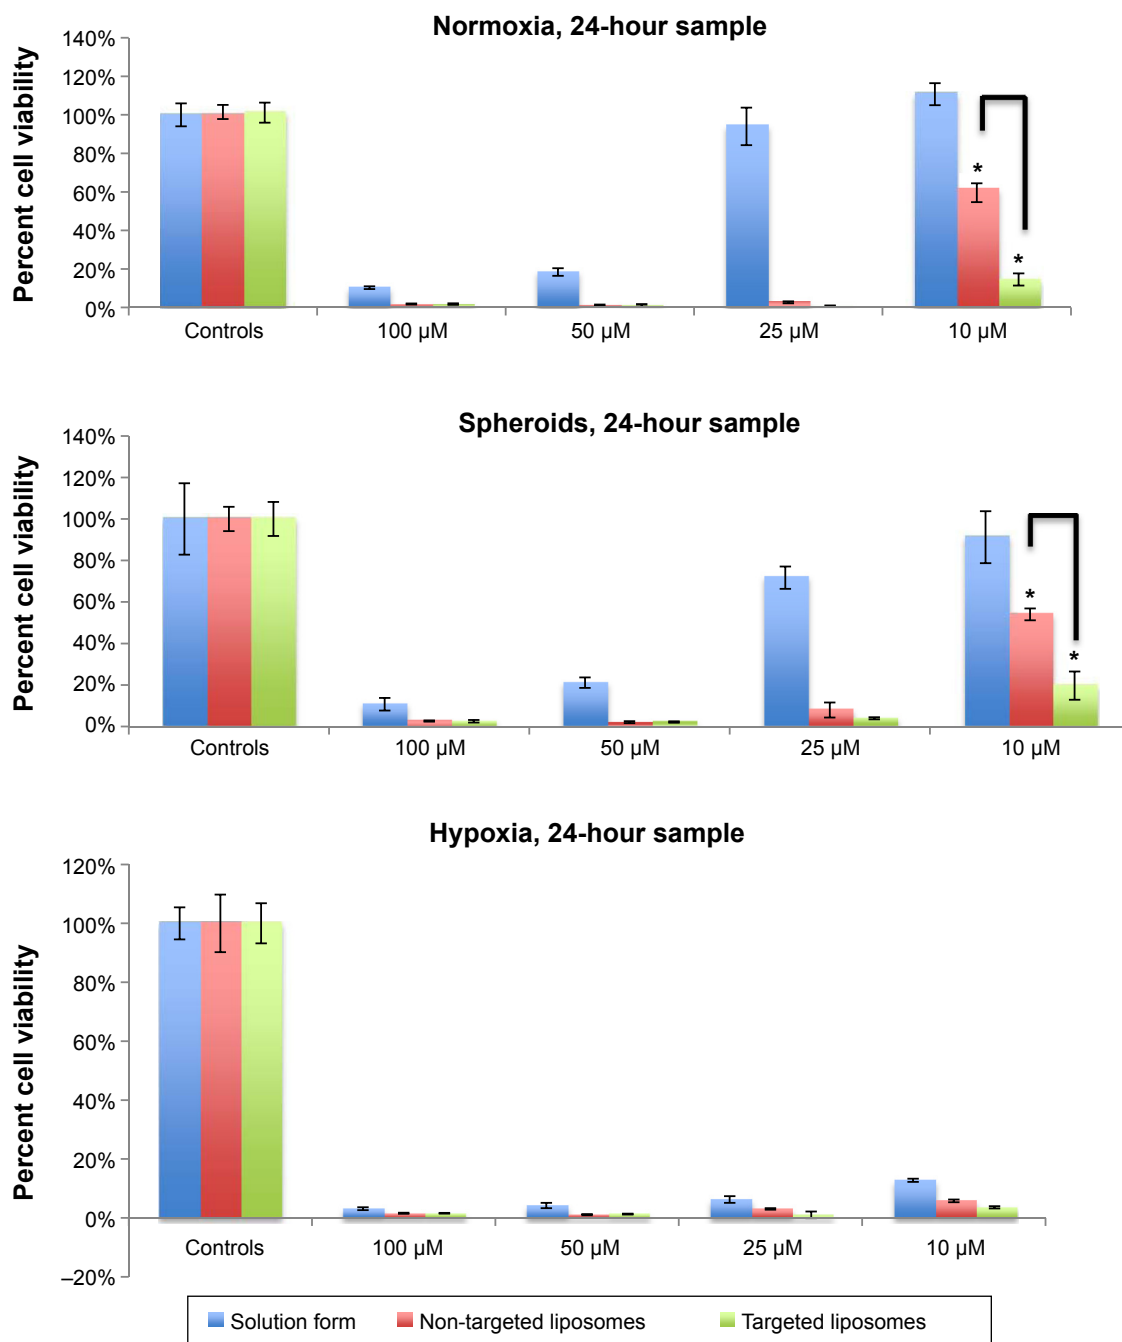 Normoxia, 24-hour sample
Percent cell viability
140%
120%
100%
80%
60%
40%
20%
0%
*
*
Controls 100 µM 50 µM 25 µM 10 µM
Spheroids, 24-hour sample
Percent cell viability
140%
120%
100%
80%
60%
40%
20%
0%
*
*
Controls 100 µM 50 µM 25 µM 10 µM
Hypoxia, 24-hour sample
Percent cell viability
120%
100%
80%
60%
40%
20%
0%
–20%
Controls 100 µM 50 µM 25 µM 10 µM
Solution form Non-targeted liposomes Targeted liposomes